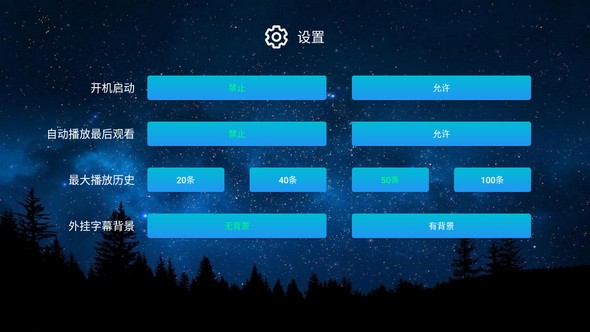 设置
开机启动 禁止 允许
自动播放最后观看 禁止 允许
最大播放历史 20条 40条 50条 100条
外挂字幕背景 无背景 有背景